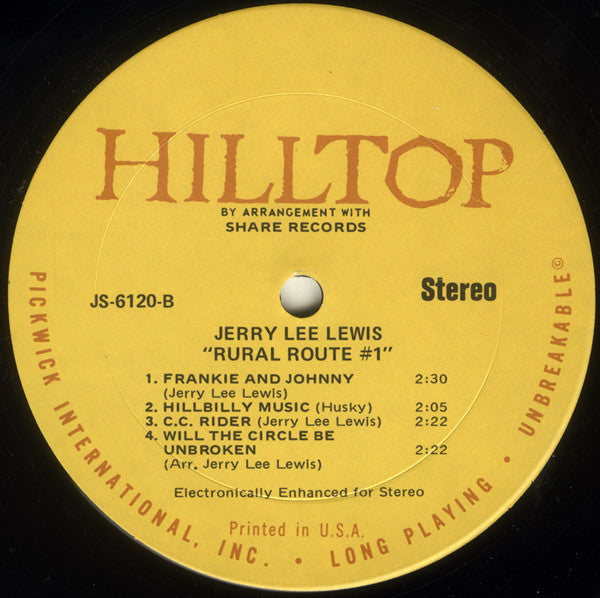 HILLTOP
BY ARRANGEMENT WITH
SHARE RECORDS
JS-6120-B
Stereo
JERRY LEE LEWIS
"RURAL ROUTE #1"
1. FRANKIE AND JOHNNY 2:30
(Jerry Lee Lewis)
2. HILLBILLY MUSIC (Husky) 2:05
3. C.C. RIDER (Jerry Lee Lewis) 2:22
4. WILL THE CIRCLE BE
UNBROKEN 2:22
(Arr. Jerry Lee Lewis)
Electronically Enhanced for Stereo
Printed in U.S.A.
PICKWICK INTERNATIONAL, INC. • LONG PLAYING • UNBREAKABLE©